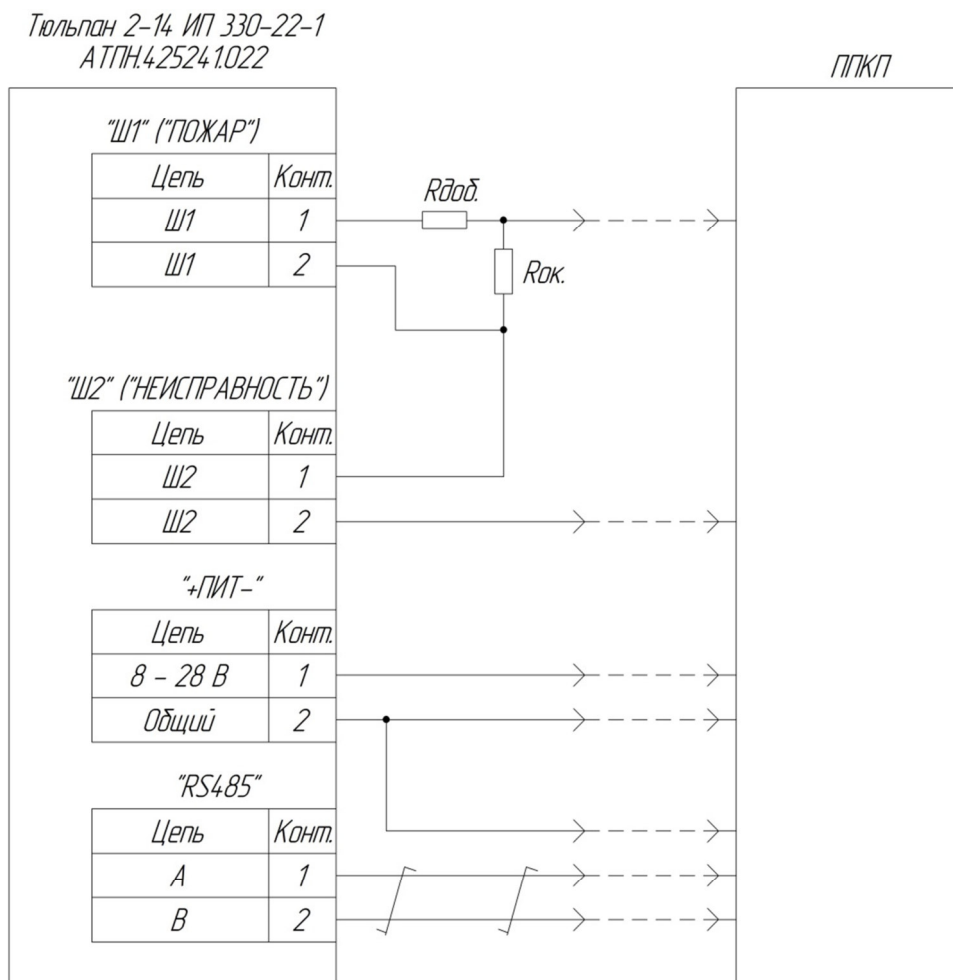 Тюльпан 2-14 ИП 330-22-1
АТПН.425241.022
ППКП
"Ш1" ("ПОЖАР")
Цепь Конт.
Ш1 1
Ш1 2
Rдоб.
Rок.
"Ш2" ("НЕИСПРАВНОСТЬ")
Цепь Конт.
Ш2 1
Ш2 2
"+ПИТ-"
Цепь Конт.
8 - 28 В 1
Общий 2
"RS485"
Цепь Конт.
А 1
В 2